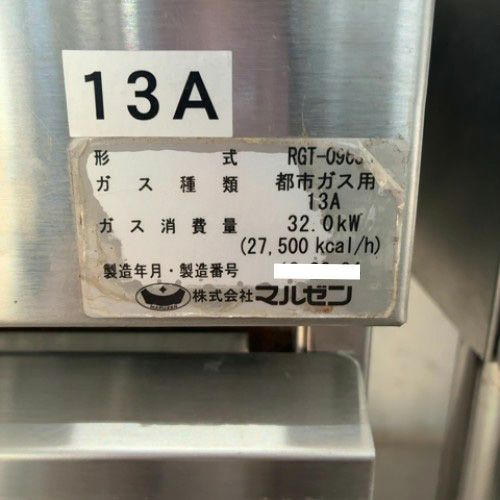 13A
形式 RGT-096
ガス種類 都市ガス用
13A
ガス消費量 32.0kW
(27,500 kcal/h)
製造年月・製造番号
株式会社マルゼン